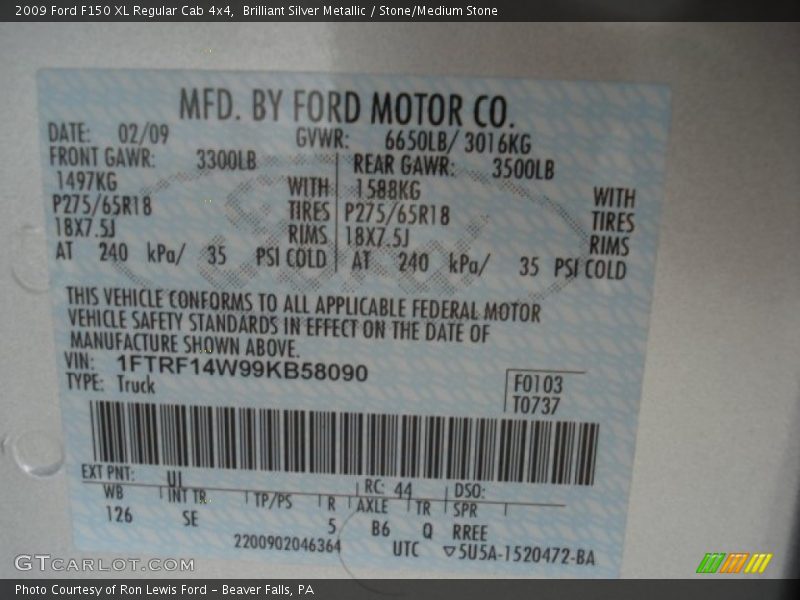 2009 Ford F150 XL Regular Cab 4x4, Brilliant Silver Metallic / Stone/Medium Stone
MFD. BY FORD MOTOR CO.
DATE: 02/09 GVWR: 6650LB/ 3016KG
FRONT GAWR: 3300LB REAR GAWR: 3500LB
1497KG WITH 1588KG WITH
P275/65R18 TIRES P275/65R18 TIRES
18X7.5J RIMS 18X7.5J RIMS
AT 240 kPa/ 35 PSI COLD AT 240 kPa/ 35 PSI COLD
THIS VEHICLE CONFORMS TO ALL APPLICABLE FEDERAL MOTOR
VEHICLE SAFETY STANDARDS IN EFFECT ON THE DATE OF
MANUFACTURE SHOWN ABOVE.
VIN: 1FTRF14W99KB58090
TYPE: Truck
F0103
T0737
EXT PNT: UI RC: 44 DSO:
WB INT TR TP/PS R AXLE TR SPR
126 SE 5 B6 Q RREE
2200902046364 UTC ▽5U5A-1520472-BA
GTcarlot.com
Photo Courtesy of Ron Lewis Ford - Beaver Falls, PA